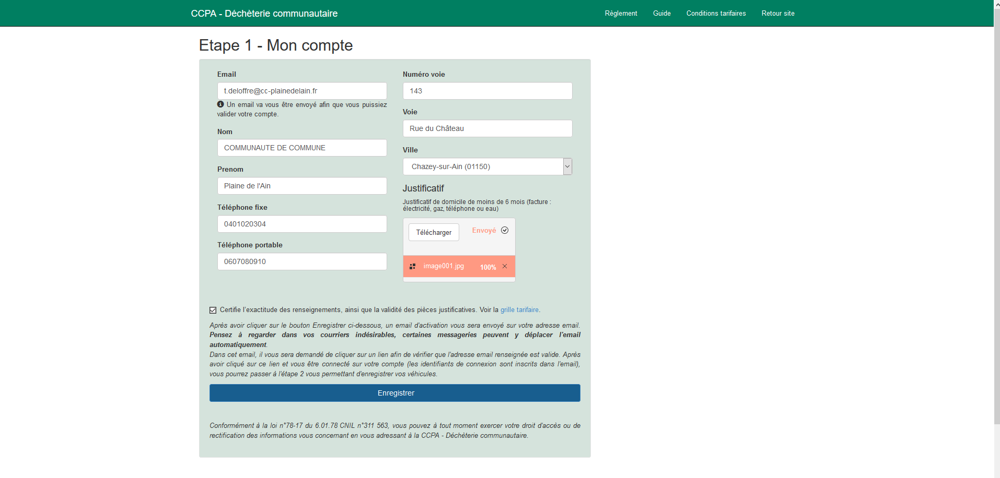 CCPA - Déchèterie communautaire
Règlement
Guide
Conditions tarifaires
Retour site
Etape 1 - Mon compte
Email
t.deloffre@cc-plainedelain.fr
Un email va vous être envoyé afin que vous puissiez
valider votre compte.
Nom
COMMUNAUTE DE COMMUNE
Prenom
Plaine de l'Ain
Téléphone fixe
0401020304
Téléphone portable
0607080910
Numéro voie
143
Voie
Rue du Château
Ville
Chazey-sur-Ain (01150)
Justificatif
Justificatif de domicile de moins de 6 mois (facture :
électricité, gaz, téléphone ou eau)
Télécharger
Envoyé
image001.jpg
100%
Certifie l'exactitude des renseignements, ainsi que la validité des pièces justificatives. Voir la grille tarifaire.
Après avoir cliquer sur le bouton Enregistrer ci-dessous, un email d'activation vous sera envoyé sur votre adresse email.
Pensez à regarder dans vos courriers indésirables, certaines messageries peuvent y déplacer l'email
automatiquement.
Dans cet email, il vous sera demandé de cliquer sur un lien afin de vérifier que l'adresse email renseignée est valide. Après
avoir cliqué sur ce lien et vous être connecté sur votre compte (les identifiants de connexion sont inscrits dans l'email),
vous pourrez passer à l'étape 2 vous permettant d'enregistrer vos véhicules.
Enregistrer
Conformément à la loi n°78-17 du 6.01.78 CNIL n°311 563, vous pouvez à tout moment exercer votre droit d'accès ou de
rectification des informations vous concernant en vous adressant à la CCPA - Déchèterie communautaire.